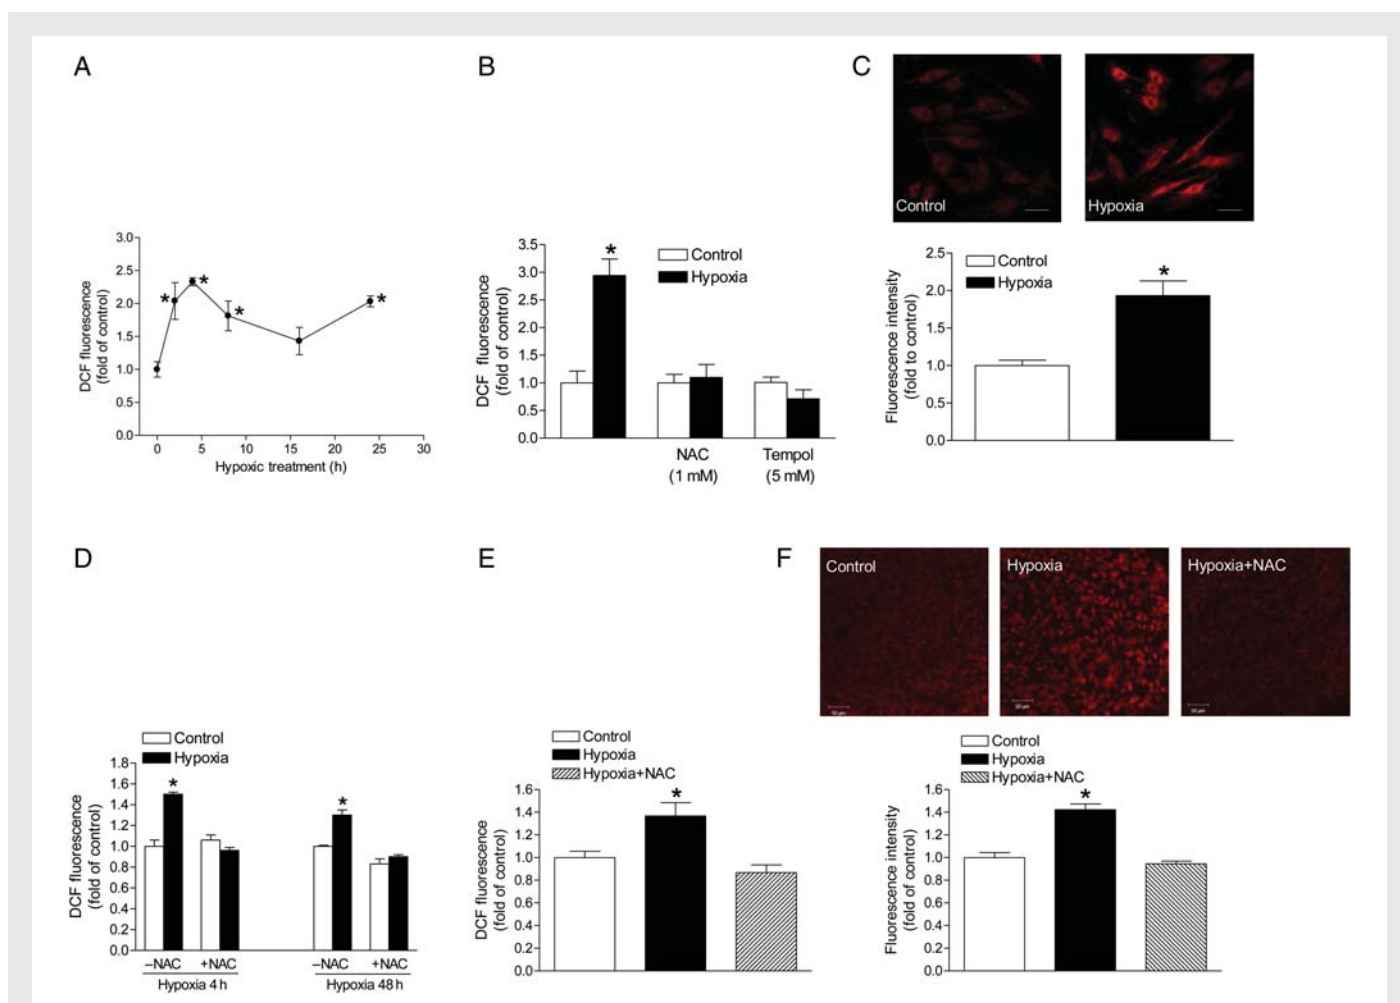 A
3.0
2.5
2.0
1.5
1.0
0.5
0.0
DCF fluorescence
(fold of control)
*
*
*
*
0 5 10 15 20 25 30
Hypoxic treatment (h)
B
3.5
3.0
2.5
2.0
1.5
1.0
0.5
0.0
DCF fluorescence
(fold of control)
*
Control
Hypoxia
NAC
(1 mM)
Tempol
(5 mM)
C
Control
Hypoxia
2.5
2.0
1.5
1.0
0.5
0.0
Fluorescence intensity
(fold to control)
Control
Hypoxia
*
D
Control
Hypoxia
1.8
1.6
1.4
1.2
1.0
0.8
0.6
0.4
0.2
0.0
DCF fluorescence
(fold of control)
*
*
–NAC +NAC –NAC +NAC
Hypoxia 4 h Hypoxia 48 h
E
Control
Hypoxia
Hypoxia+NAC
1.6
1.4
1.2
1.0
0.8
0.6
0.4
0.2
0.0
DCF fluorescence
(fold of control)
*
F
Control
Hypoxia
Hypoxia+NAC
Control
Hypoxia
Hypoxia+NAC
1.6
1.4
1.2
1.0
0.8
0.6
0.4
0.2
0.0
Fluorescence intensity
(fold of control)
*